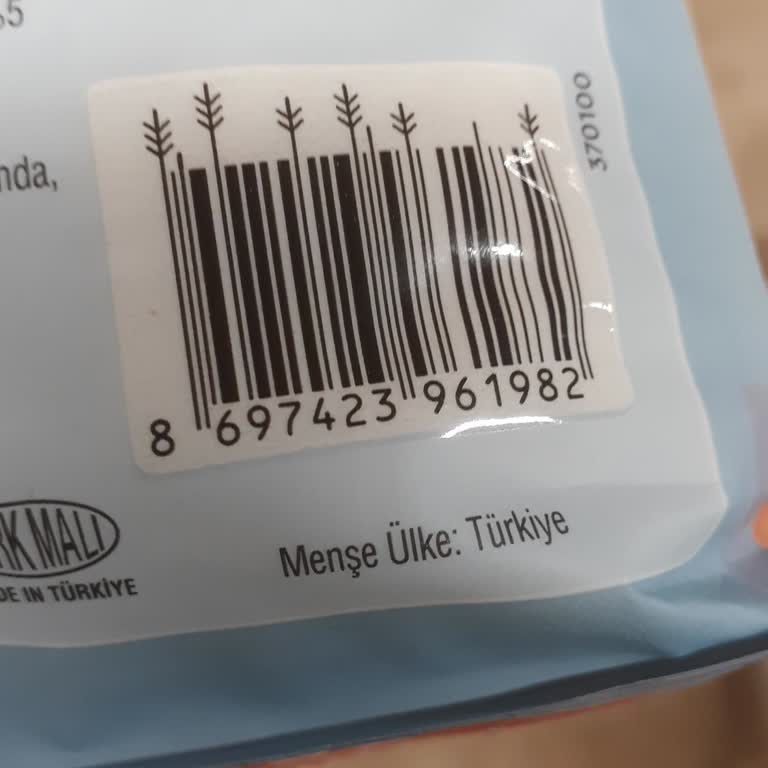 370100
nda,
8 697423 961982
RK MALI
DE IN TÜRKİYE
Menşe Ülke: Türkiye